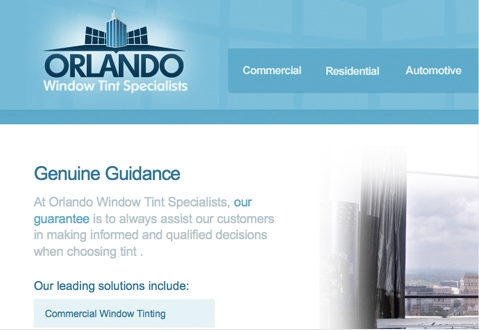 ORLANDO
Window Tint Specialists
Commercial Residential Automotive
Genuine Guidance
At Orlando Window Tint Specialists, our
guarantee is to always assist our customers
in making informed and qualified decisions
when choosing tint .
Our leading solutions include:
Commercial Window Tinting